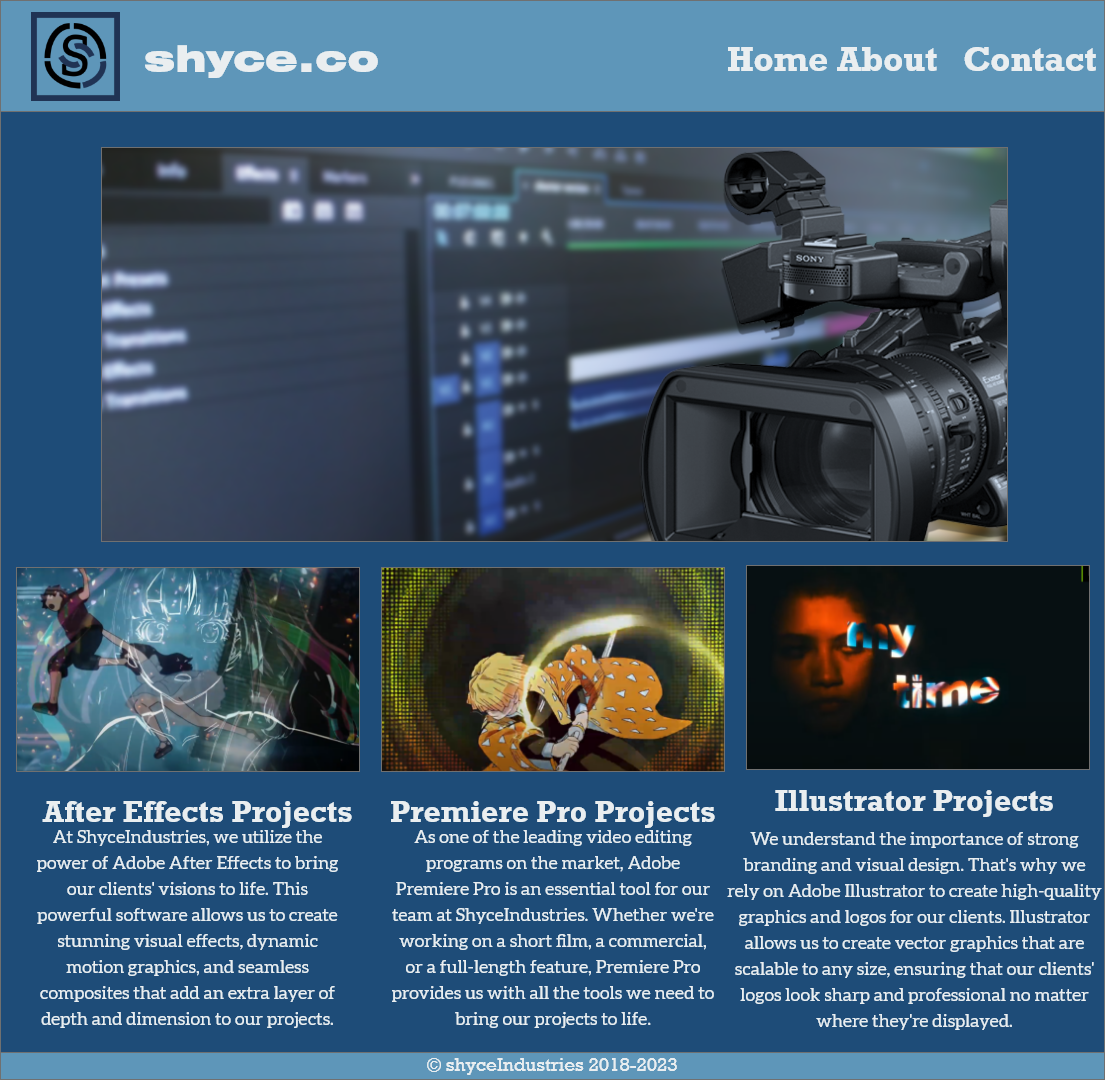 S
shyce.co
Home About Contact
Info
Effects
Markers
Presets
Effects
Transitions
Effects
Transitions
SONY
my
time
After Effects Projects
At ShyceIndustries, we utilize the
power of Adobe After Effects to bring
our clients' visions to life. This
powerful software allows us to create
stunning visual effects, dynamic
motion graphics, and seamless
composites that add an extra layer of
depth and dimension to our projects.
Premiere Pro Projects
As one of the leading video editing
programs on the market, Adobe
Premiere Pro is an essential tool for our
team at ShyceIndustries. Whether we're
working on a short film, a commercial,
or a full-length feature, Premiere Pro
provides us with all the tools we need to
bring our projects to life.
Illustrator Projects
We understand the importance of strong
branding and visual design. That's why we
rely on Adobe Illustrator to create high-quality
graphics and logos for our clients. Illustrator
allows us to create vector graphics that are
scalable to any size, ensuring that our clients'
logos look sharp and professional no matter
where they're displayed.
© shyceIndustries 2018-2023